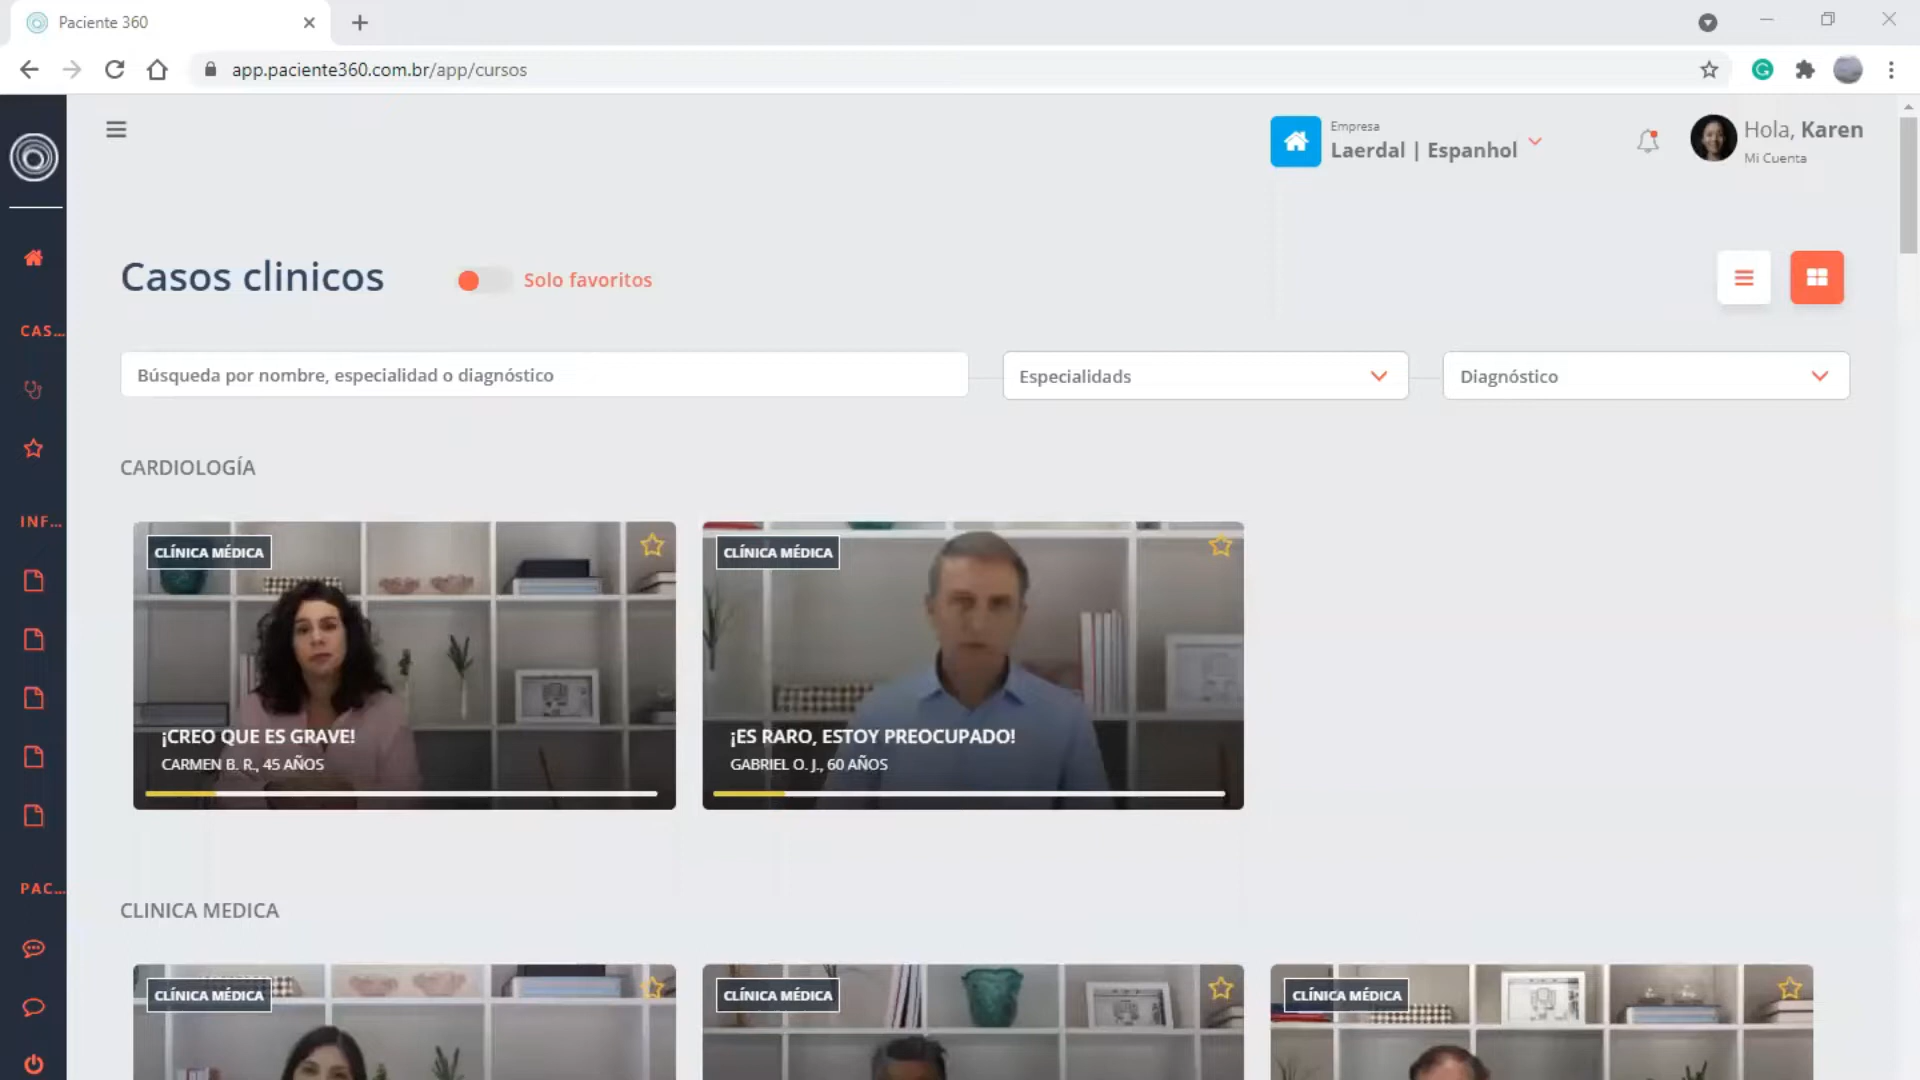 Paciente 360
app.paciente360.com.br/app/cursos
Empresa
Laerdal | Espanhol
Hola, Karen
Mi Cuenta
Casos clinicos
Solo favoritos
CAS...
Búsqueda por nombre, especialidad o diagnóstico
Especialidads
Diagnóstico
CARDIOLOGÍA
INF...
CLÍNICA MÉDICA
CLÍNICA MÉDICA
¡CREO QUE ES GRAVE!
CARMEN B. R., 45 AÑOS
¡ES RARO, ESTOY PREOCUPADO!
GABRIEL O. J., 60 AÑOS
PAC...
CLINICA MEDICA
CLÍNICA MÉDICA
CLÍNICA MÉDICA
CLÍNICA MÉDICA